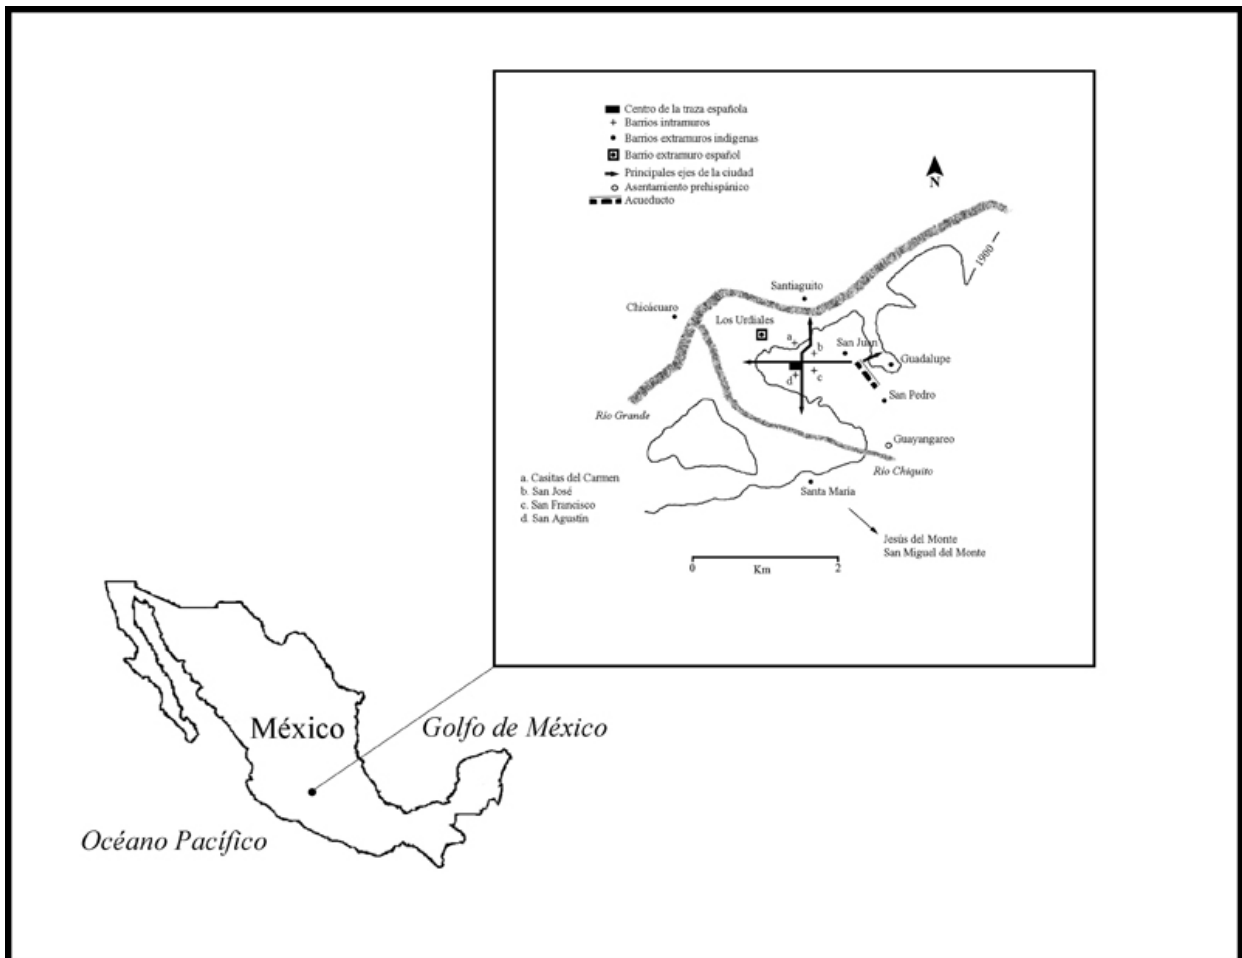 Centro de la traza española
Barrios intramuros
Barrios extramuros indígenas
Barrio extramuro español
Principales ejes de la ciudad
Asentamiento prehispánico
Acueducto
N
1900
Santiaguito
Chicácuaro
Los Urdiales
a
b
San Juan
Guadalupe
d
c
San Pedro
Río Grande
Guayangareo
Río Chiquito
a. Casitas del Carmen
b. San José
c. San Francisco
d. San Agustín
Santa María
Jesús del Monte
San Miguel del Monte
0 Km 2
México
Golfo de México
Océano Pacífico